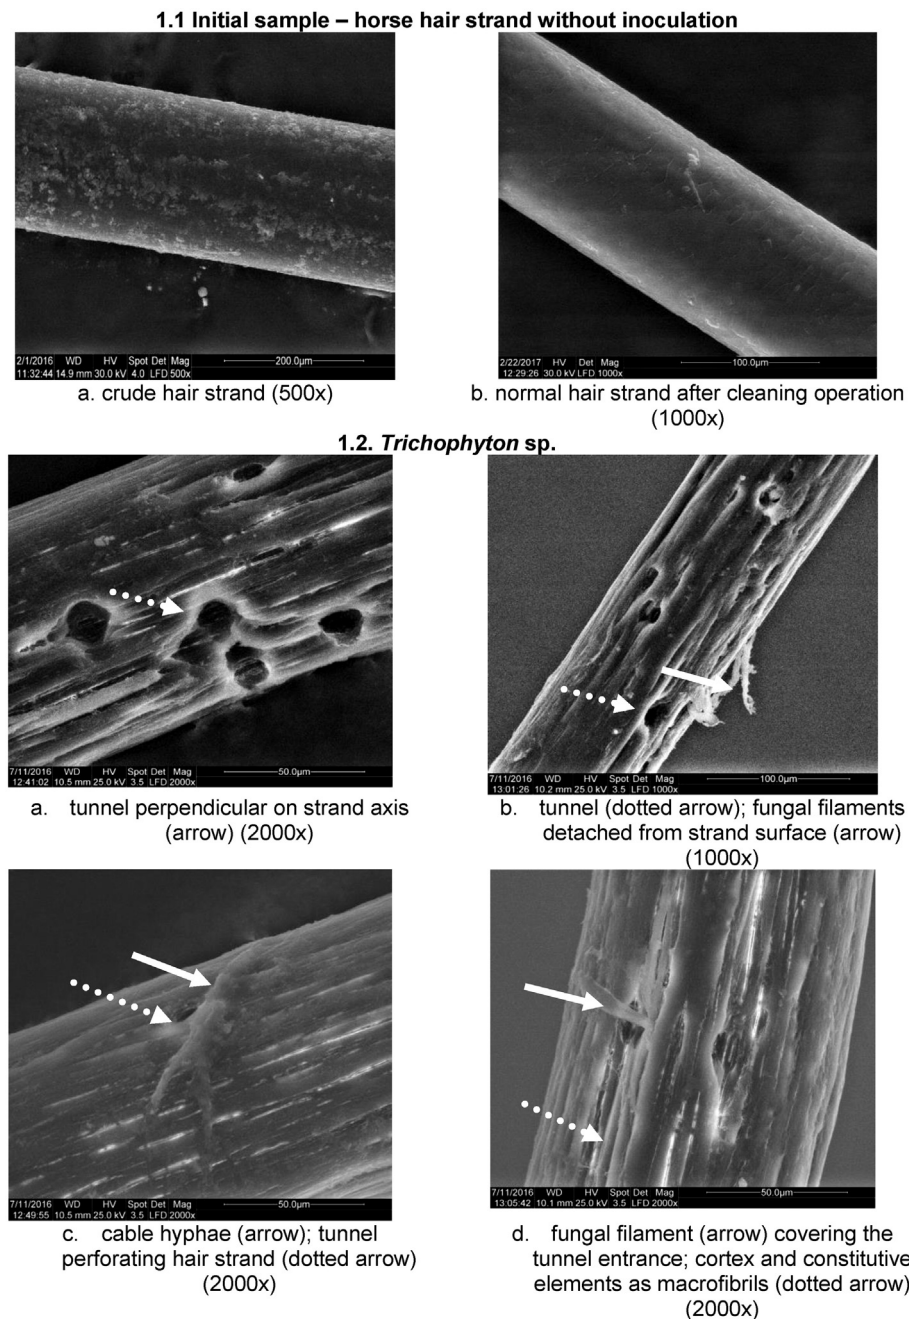 1.1 Initial sample – horse hair strand without inoculation
2/1/2016 WD HV Spot Det Mag 200.0µm
11:32:44 14.9 mm 30.0 kV 4.0 LFD 500x
2/22/2017 HV Spot Det Mag 100.0µm
12:29:26 30.0 kV LFD 1000x
a. crude hair strand (500x)
b. normal hair strand after cleaning operation
(1000x)
1.2. Trichophyton sp.
7/11/2016 WD HV Spot Det Mag 50.0µm
12:41:02 10.5 mm 25.0 kV 3.5 LFD 2000x
7/11/2016 WD HV Spot Det Mag 100.0µm
13:01:26 10.2 mm 25.0 kV 3.5 LFD 1000x
a. tunnel perpendicular on strand axis
(arrow) (2000x)
b. tunnel (dotted arrow); fungal filaments
detached from strand surface (arrow)
(1000x)
7/11/2016 WD HV Spot Det Mag 50.0µm
12:49:55 10.5 mm 25.0 kV 3.5 LFD 2000x
7/11/2016 WD HV Spot Det Mag 50.0µm
13:05:42 10.1 mm 25.0 kV 3.5 LFD 2000x
c. cable hyphae (arrow); tunnel
perforating hair strand (dotted arrow)
(2000x)
d. fungal filament (arrow) covering the
tunnel entrance; cortex and constitutive
elements as macrofibrils (dotted arrow)
(2000x)